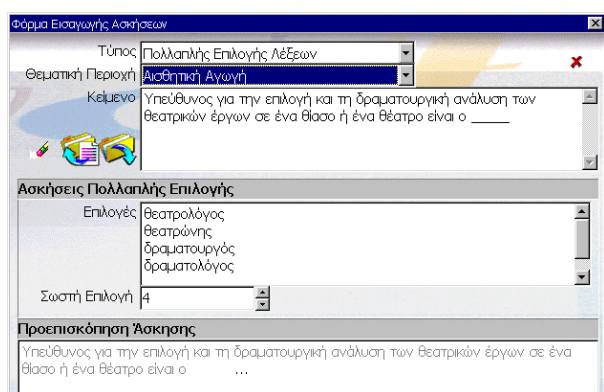 Φόρμα Εισαγωγής Ασκήσεων
Τύπος Πολλαπλής Επιλογής Λέξεων
Θεματική Περιοχή Αισθητική Αγωγή
Κείμενο Υπεύθυνος για την επιλογή και τη δραματουργική ανάλυση των
θεατρικών έργων σε ένα θίασο ή ένα θέατρο είναι ο _____
Ασκήσεις Πολλαπλής Επιλογής
Επιλογές θεατρολόγος
θεατρώνης
δραματουργός
δραματολόγος
Σωστή Επιλογή 4
Προεπισκόπηση Άσκησης
Υπεύθυνος για την επιλογή και τη δραματουργική ανάλυση των θεατρικών έργων σε ένα
θίασο ή ένα θέατρο είναι ο ...